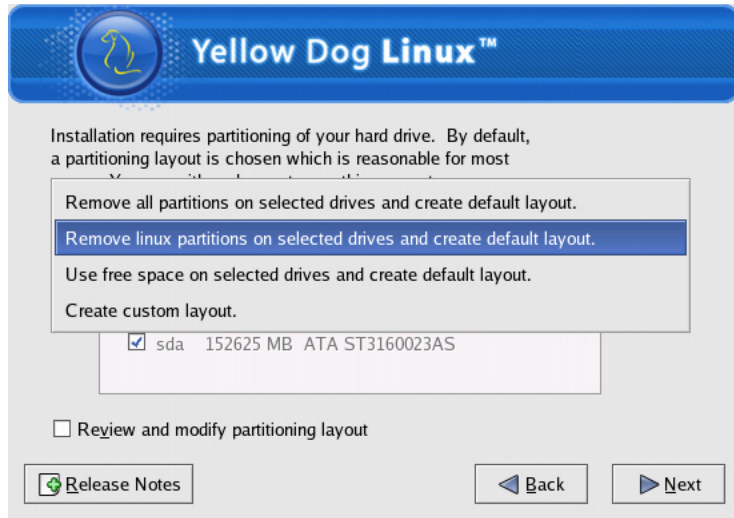 Yellow Dog Linux™
Installation requires partitioning of your hard drive. By default,
a partitioning layout is chosen which is reasonable for most
Remove all partitions on selected drives and create default layout.
Remove linux partitions on selected drives and create default layout.
Use free space on selected drives and create default layout.
Create custom layout.
sda 152625 MB ATA ST3160023AS
Review and modify partitioning layout
Release Notes
Back
Next